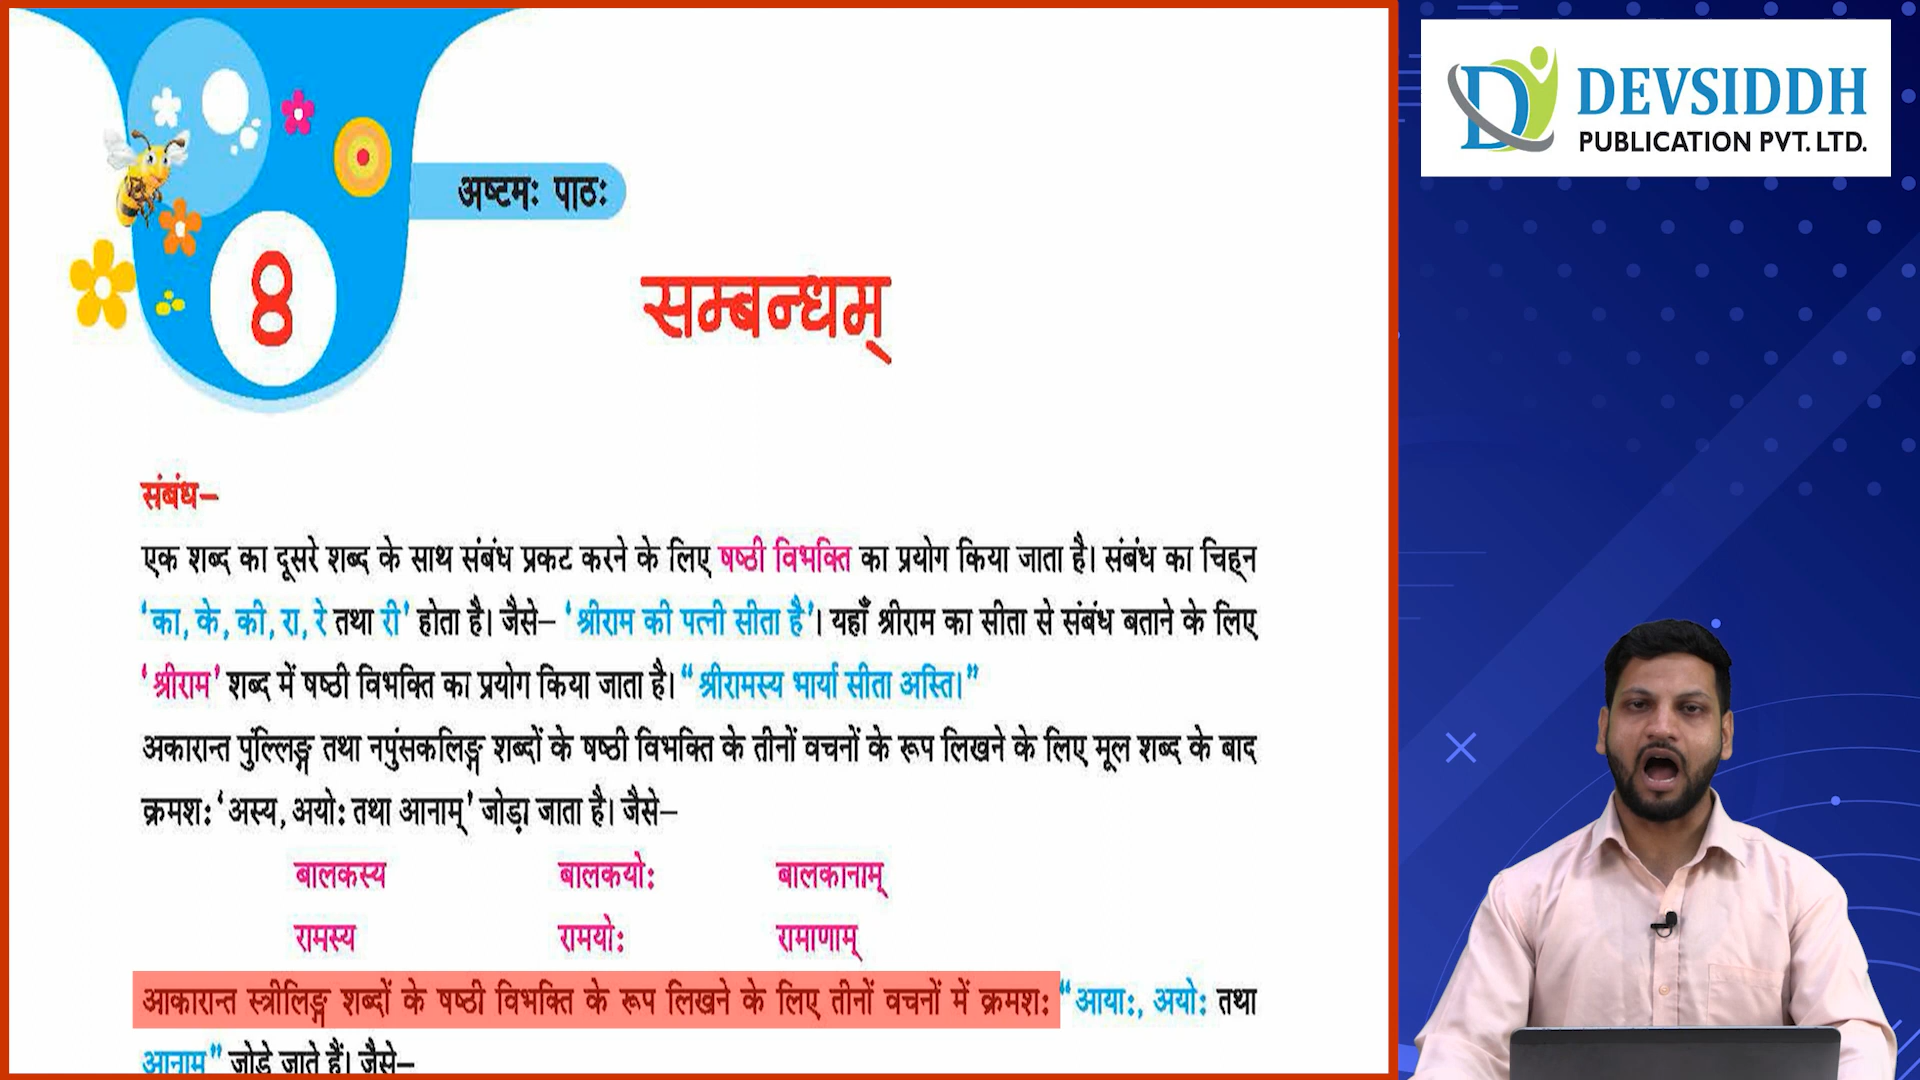 अष्टमः पाठः
8
सम्बन्धम्
संबंध–
एक शब्द का दूसरे शब्द के साथ संबंध प्रकट करने के लिए षष्ठी विभक्ति का प्रयोग किया जाता है। संबंध का चिह्न
‘का, के, की, रा, रे तथा री’ होता है। जैसे– ‘श्रीराम की पत्नी सीता है’। यहाँ श्रीराम का सीता से संबंध बताने के लिए
‘श्रीराम’ शब्द में षष्ठी विभक्ति का प्रयोग किया जाता है। “श्रीरामस्य भार्या सीता अस्ति।”
अकारान्त पुंल्लिङ्ग तथा नपुंसकलिङ्ग शब्दों के षष्ठी विभक्ति के तीनों वचनों के रूप लिखने के लिए मूल शब्द के बाद
क्रमशः ‘अस्य, अयोः तथा आनाम्’ जोड़ा जाता है। जैसे–
बालकस्य बालकयोः बालकानाम्
रामस्य रामयोः रामाणाम्
आकारान्त स्त्रीलिङ्ग शब्दों के षष्ठी विभक्ति के रूप लिखने के लिए तीनों वचनों में क्रमशः “आयाः, अयोः तथा
आनाम” जोड़े जाते हैं। जैसे–
DEVSIDDH
PUBLICATION PVT. LTD.